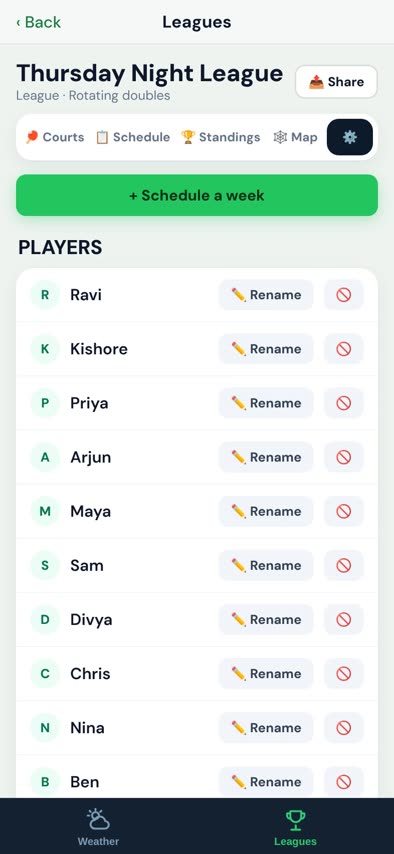 ‹ Back
Leagues
Thursday Night League
League · Rotating doubles
📤 Share
🏓 Courts
📋 Schedule
🏆 Standings
🕸️ Map
⚙️
+ Schedule a week
PLAYERS
R Ravi ✏️ Rename 🚫
K Kishore ✏️ Rename 🚫
P Priya ✏️ Rename 🚫
A Arjun ✏️ Rename 🚫
M Maya ✏️ Rename 🚫
S Sam ✏️ Rename 🚫
D Divya ✏️ Rename 🚫
C Chris ✏️ Rename 🚫
N Nina ✏️ Rename 🚫
B Ben ✏️ Rename 🚫
Weather
Leagues